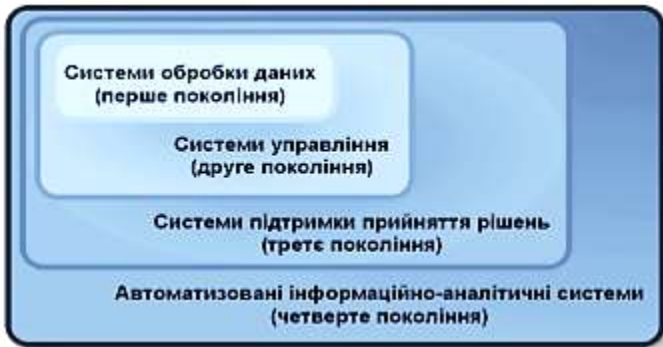 Системи обробки даних
(перше покоління)
Системи управління
(друге покоління)
Системи підтримки прийняття рішень
(третє покоління)
Автоматизовані інформаційно-аналітичні системи
(четверте покоління)